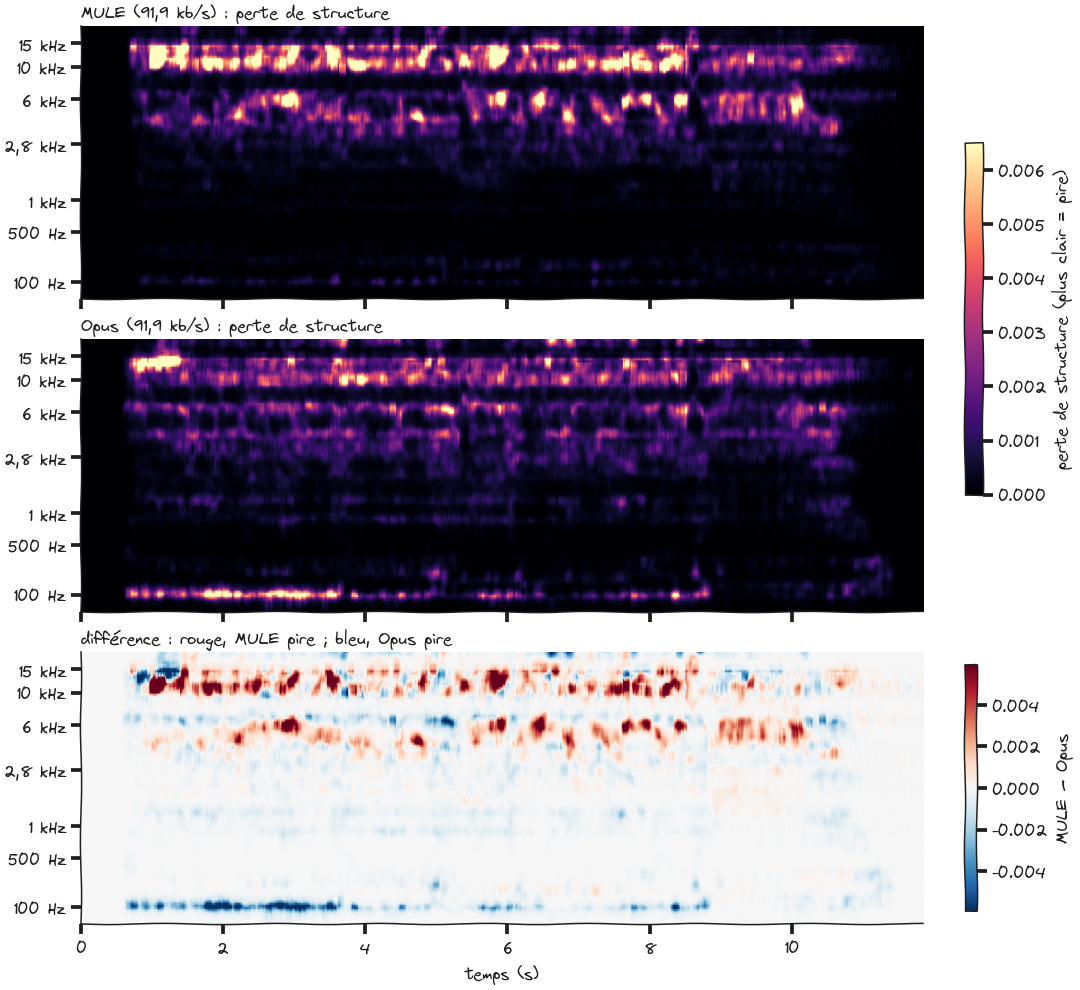 MULE (91,9 kb/s) : perte de structure
15 kHz
10 kHz
6 kHz
2,8 kHz
1 kHz
500 Hz
100 Hz
Opus (91,9 kb/s) : perte de structure
15 kHz
10 kHz
6 kHz
2,8 kHz
1 kHz
500 Hz
100 Hz
0.006
0.005
0.004
0.003
0.002
0.001
0.000
perte de structure (plus clair = pire)
différence : rouge, MULE pire ; bleu, Opus pire
15 kHz
10 kHz
6 kHz
2,8 kHz
1 kHz
500 Hz
100 Hz
0 2 4 6 8 10
temps (s)
0.004
0.002
0.000
-0.002
-0.004
MULE - Opus